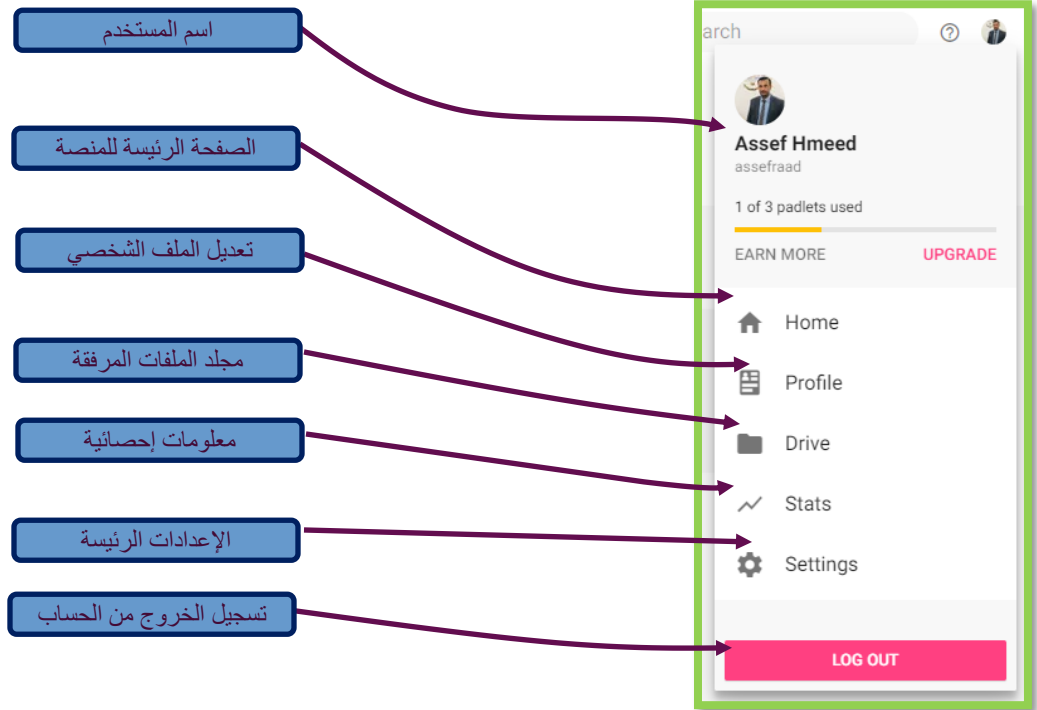 اسم المستخدم
الصفحة الرئيسة للمنصة
تعديل الملف الشخصي
مجلد الملفات المرفقة
معلومات إحصائية
الإعدادات الرئيسة
تسجيل الخروج من الحساب
arch
Assef Hmeed
assefraad
1 of 3 padlets used
EARN MORE UPGRADE
Home
Profile
Drive
Stats
Settings
LOG OUT